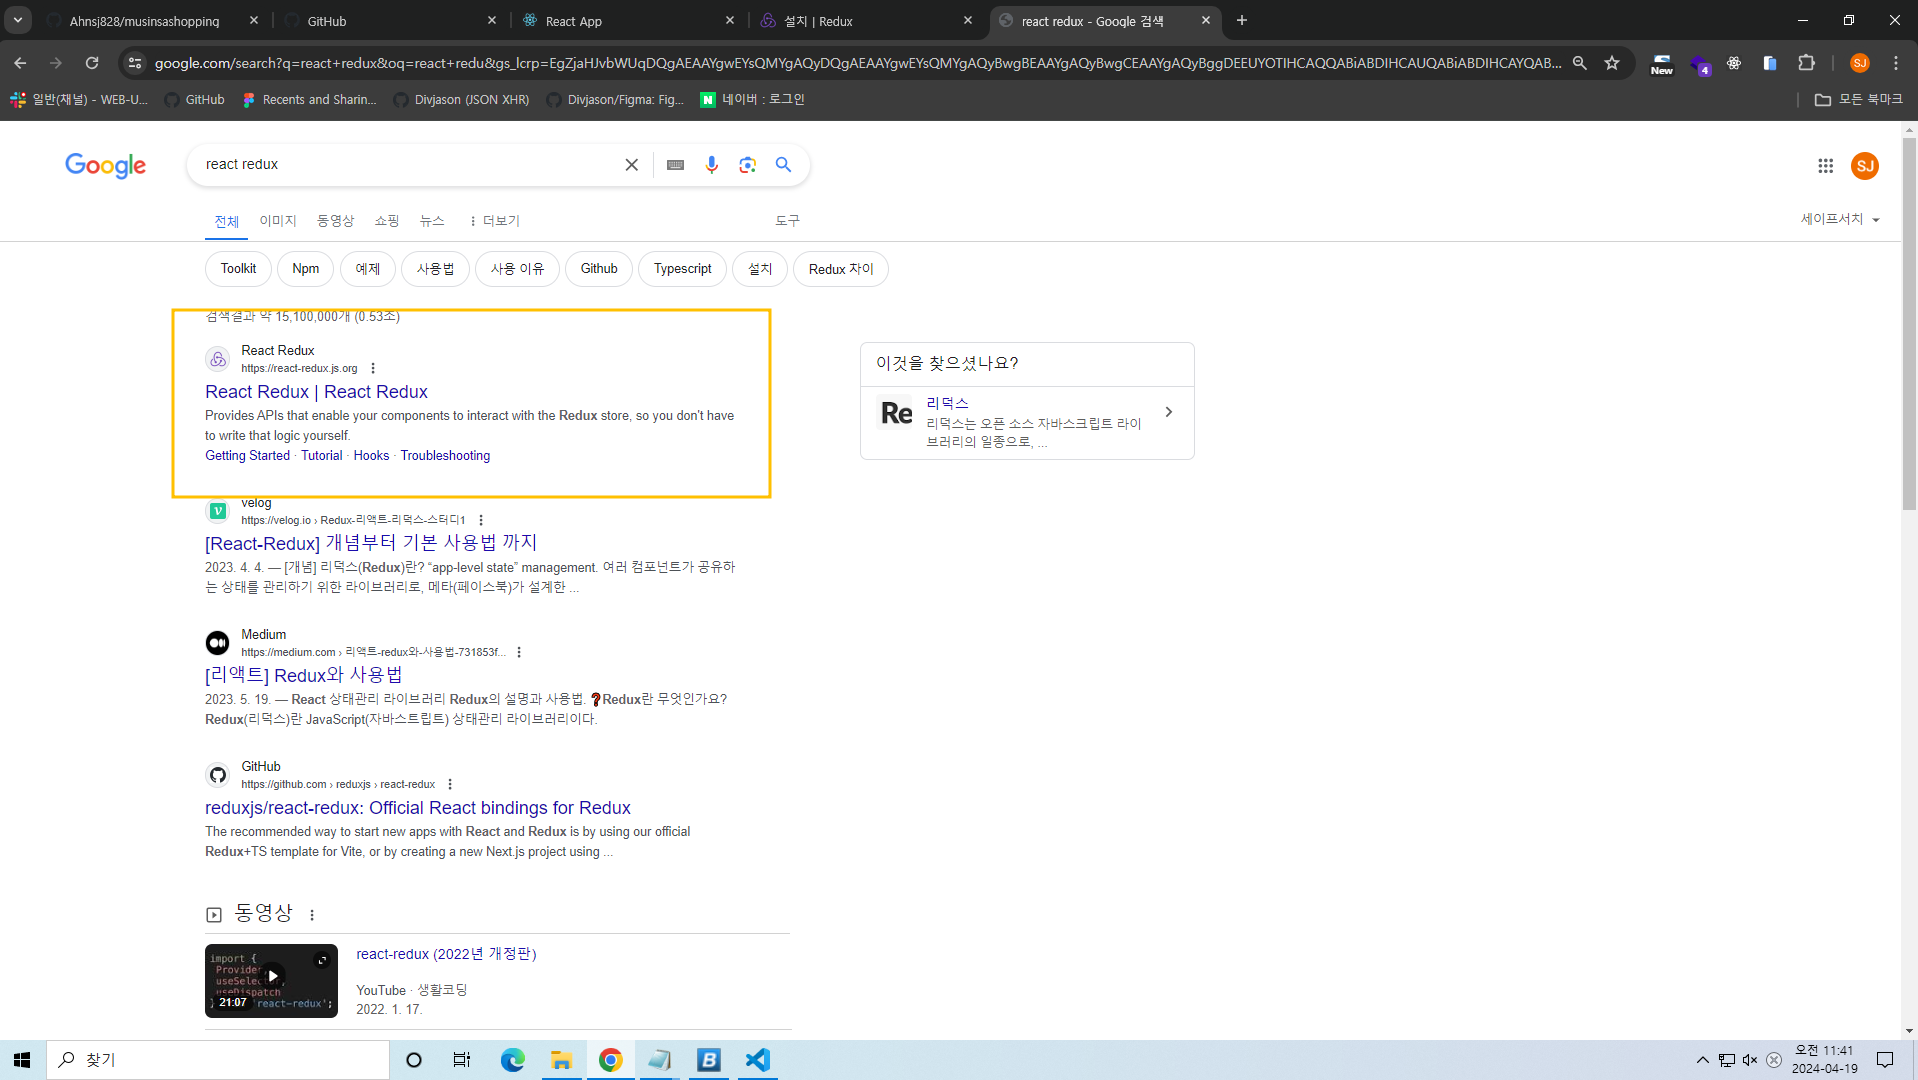 Ahnsj828/musinsashopping
GitHub
React App
설치 | Redux
react redux - Google 검색
google.com/search?q=react+redux&oq=react+redu&gs_lcrp=EgZjaHJvbWUqDQgAEAAYgwEYsQMYgAQyDQgAEAAYgwEYsQMYgAQyBwgBEAAYgAQyBwgCEAAYgAQyBggDEEUYOTIHCAQQABiABDIHCAUQABiABDIHCAYQAB...
New
4
SJ
일반(채널) - WEB-U...
GitHub
Recents and Sharin...
Divjason (JSON XHR)
Divjason/Figma: Fig...
네이버 : 로그인
모든 북마크
Google
react redux
SJ
전체
이미지
동영상
쇼핑
뉴스
더보기
도구
세이프서치
Toolkit
Npm
예제
사용법
사용 이유
Github
Typescript
설치
Redux 차이
검색결과 약 15,100,000개 (0.53초)
React Redux
https://react-redux.js.org
React Redux | React Redux
Provides APIs that enable your components to interact with the Redux store, so you don't have
to write that logic yourself.
Getting Started · Tutorial · Hooks · Troubleshooting
이것을 찾으셨나요?
Re
리덕스
리덕스는 오픈 소스 자바스크립트 라이
브러리의 일종으로, ...
velog
https://velog.io › Redux-리액트-리덕스-스터디1
[React-Redux] 개념부터 기본 사용법 까지
2023. 4. 4. — [개념] 리덕스(Redux)란? “app-level state” management. 여러 컴포넌트가 공유하
는 상태를 관리하기 위한 라이브러리로, 메타(페이스북)가 설계한 ...
Medium
https://medium.com › 리액트-redux와-사용법-731853f...
[리액트] Redux와 사용법
2023. 5. 19. — React 상태관리 라이브러리 Redux의 설명과 사용법. ❓Redux란 무엇인가요?
Redux(리덕스)란 JavaScript(자바스트립트) 상태관리 라이브러리이다.
GitHub
https://github.com › reduxjs › react-redux
reduxjs/react-redux: Official React bindings for Redux
The recommended way to start new apps with React and Redux is by using our official
Redux+TS template for Vite, or by creating a new Next.js project using ...
동영상
import {
Provider,
useSelector,
useDispatch
} 21:07 'react-redux';
react-redux (2022년 개정판)
YouTube · 생활코딩
2022. 1. 17.
찾기
오전 11:41
2024-04-19